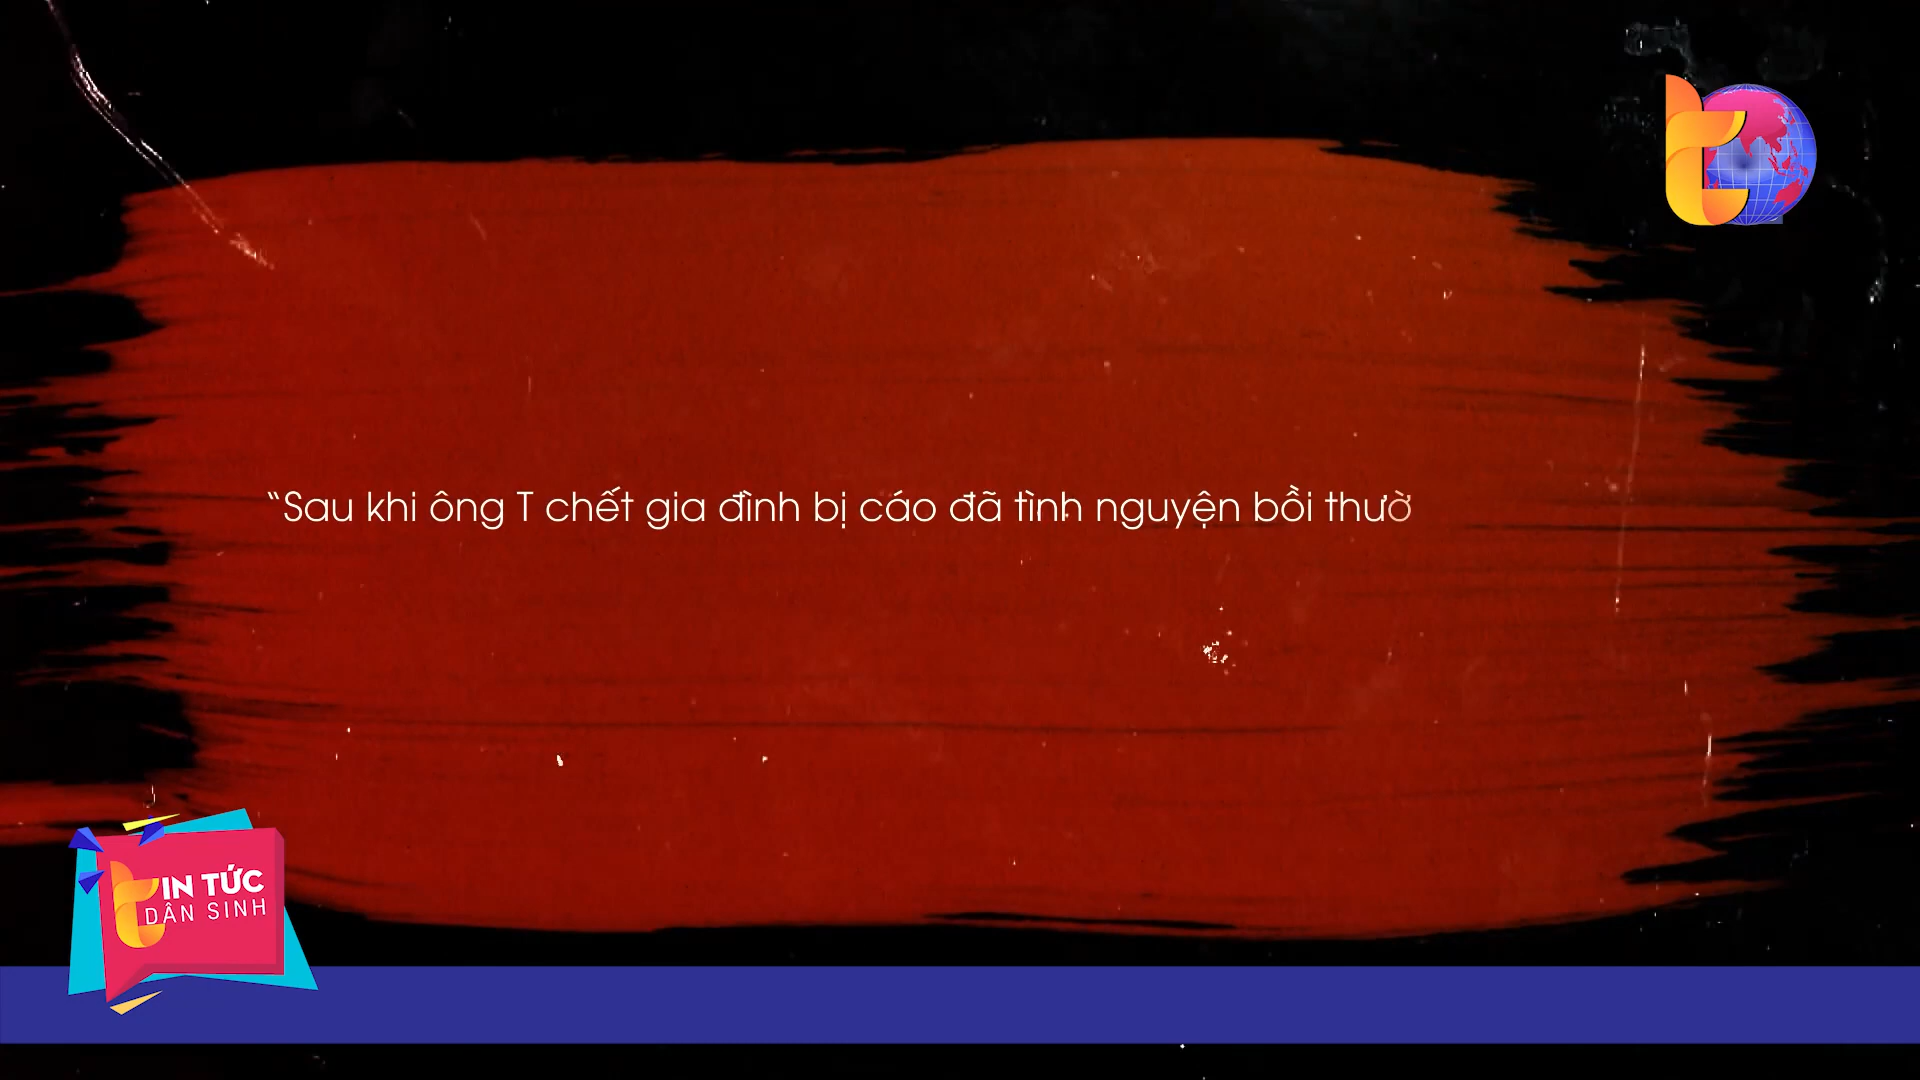 “Sau khi ông T chết gia đình bị cáo đã tình nguyện bồi thườ
TIN TỨC
DÂN SINH